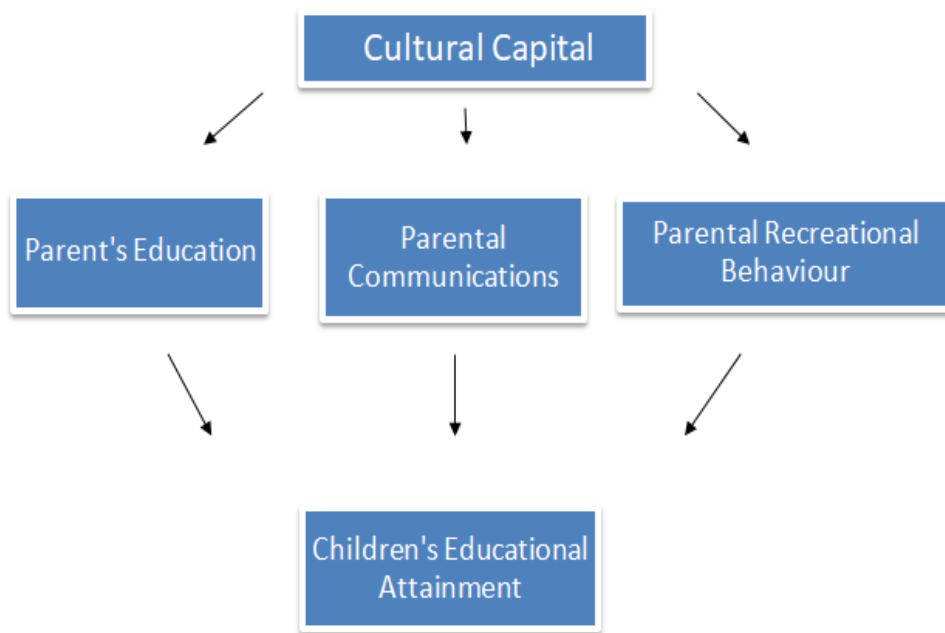 Cultural Capital
Parent's Education
Parental
Communications
Parental Recreational
Behaviour
Children's Educational
Attainment